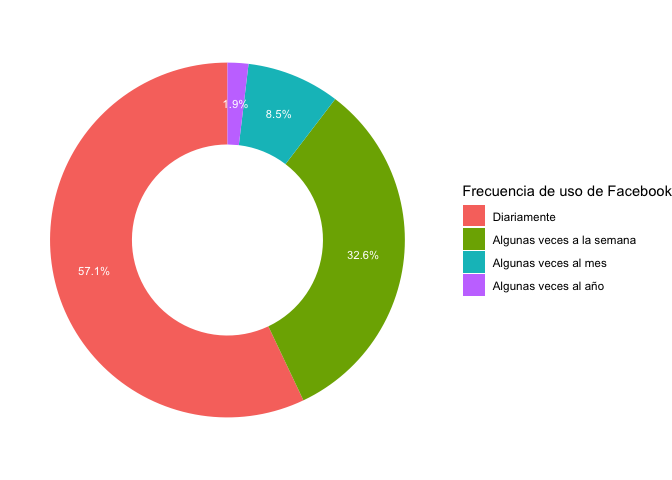 1.9%
8.5%
32.6%
57.1%
Frecuencia de uso de Facebook
Diariamente
Algunas veces a la semana
Algunas veces al mes
Algunas veces al año